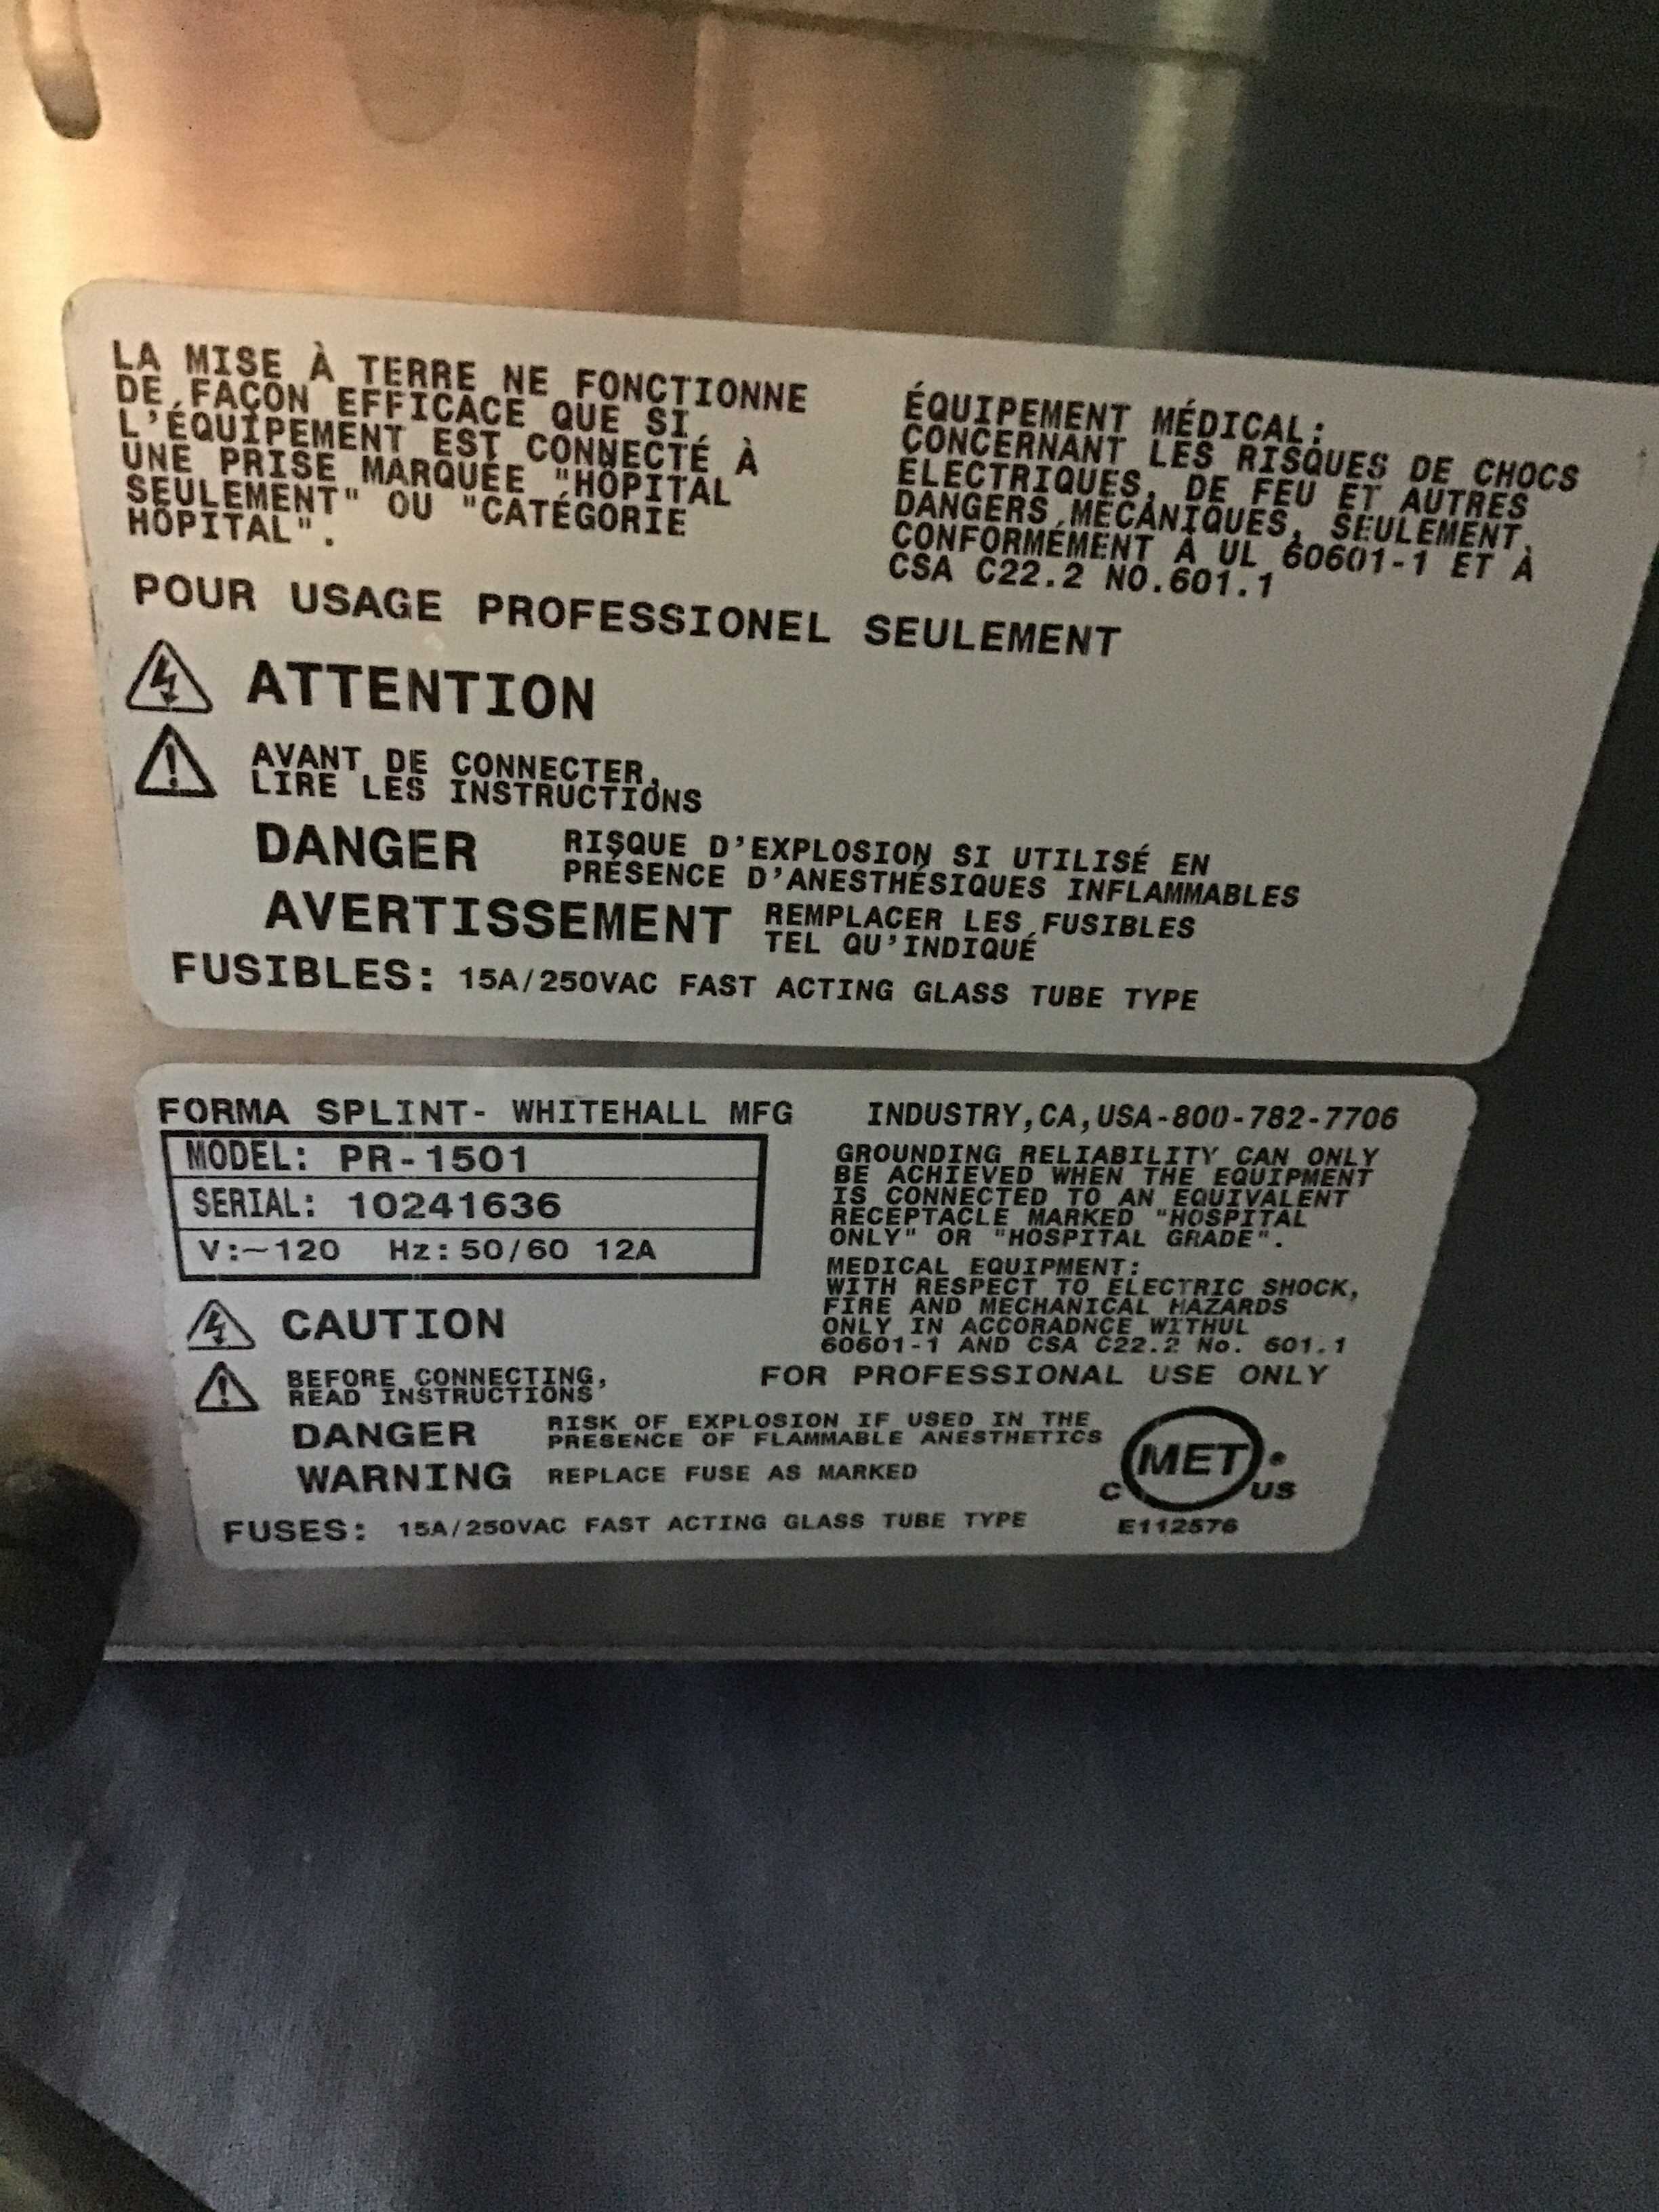 LA MISE À TERRE NE FONCTIONNE
DE FAÇON EFFICACE QUE SI
L'ÉQUIPEMENT EST CONNECTÉ À
UNE PRISE MARQUÉE "HÔPITAL
SEULEMENT" OU "CATÉGORIE
HÔPITAL".
ÉQUIPEMENT MÉDICAL:
CONCERNANT LES RISQUES DE CHOCS
ÉLECTRIQUES, DE FEU ET AUTRES
DANGERS MÉCANIQUES, SEULEMENT,
CONFORMÉMENT À UL 60601-1 ET À
CSA C22.2 NO.601.1
POUR USAGE PROFESSIONEL SEULEMENT
ATTENTION
AVANT DE CONNECTER,
LIRE LES INSTRUCTIONS
DANGER RISQUE D'EXPLOSION SI UTILISÉ EN
PRÉSENCE D'ANESTHÉSIQUES INFLAMMABLES
AVERTISSEMENT REMPLACER LES FUSIBLES
TEL QU'INDIQUÉ
FUSIBLES: 15A/250VAC FAST ACTING GLASS TUBE TYPE
FORMA SPLINT- WHITEHALL MFG INDUSTRY,CA,USA-800-782-7706
MODEL: PR-1501
SERIAL: 10241636
V:~120 Hz:50/60 12A
GROUNDING RELIABILITY CAN ONLY
BE ACHIEVED WHEN THE EQUIPMENT
IS CONNECTED TO AN EQUIVALENT
RECEPTACLE MARKED "HOSPITAL
ONLY" OR "HOSPITAL GRADE".
MEDICAL EQUIPMENT:
WITH RESPECT TO ELECTRIC SHOCK,
FIRE AND MECHANICAL HAZARDS
ONLY IN ACCORADNCE WITHUL
60601-1 AND CSA C22.2 No. 601.1
CAUTION
BEFORE CONNECTING,
READ INSTRUCTIONS
FOR PROFESSIONAL USE ONLY
DANGER RISK OF EXPLOSION IF USED IN THE
PRESENCE OF FLAMMABLE ANESTHETICS
WARNING REPLACE FUSE AS MARKED
FUSES: 15A/250VAC FAST ACTING GLASS TUBE TYPE
C MET US
E112576